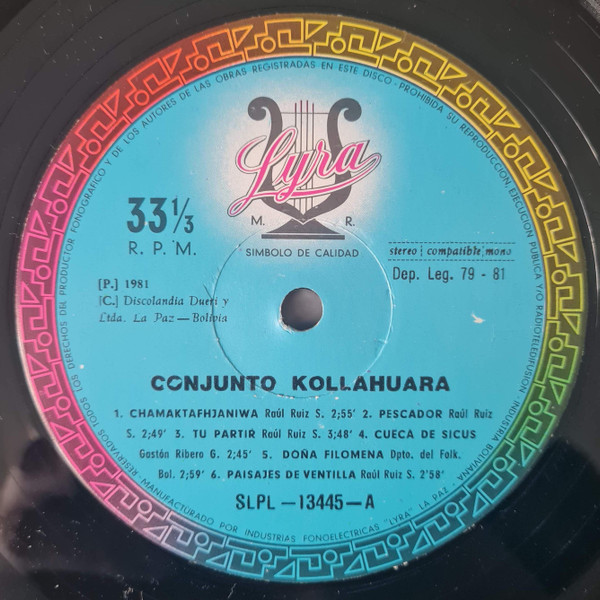 RESERVADOS TODOS LOS DERECHOS DEL PRODUCTOR FONOGRAFICO Y DE LOS AUTORES DE LAS OBRAS REGISTRADAS EN ESTE DISCO - PROHIBIDA SU REPRODUCCION, EJECUCION PUBLICA Y/O RADIOTELEDIFUSION INDUSTRIA BOLIVIANA
Lyra
M. R.
SIMBOLO DE CALIDAD
33 1/3
R. P. M.
stereo compatible mono
Dep. Leg. 79 - 81
[P.] 1981
[C.] Discolandia Dueri y
Ltda. La Paz — Bolivia
CONJUNTO KOLLAHUARA
1. CHAMAKTAFHJANIWA Raúl Ruiz S. 2;55' 2. PESCADOR Raúl Ruiz
S. 2;49' 3. TU PARTIR Raúl Ruiz S. 3;48' 4. CUECA DE SICUS
Gastón Ribero G. 2;45' 5. DOÑA FILOMENA Dpto. del Folk.
Bol. 2;59' 6. PAISAJES DE VENTILLA Raúl Ruiz S. 2'58"
SLPL — 13445 — A
MANUFACTURADO POR INDUSTRIAS FONOELECTRICAS "LYRA" LA PAZ -